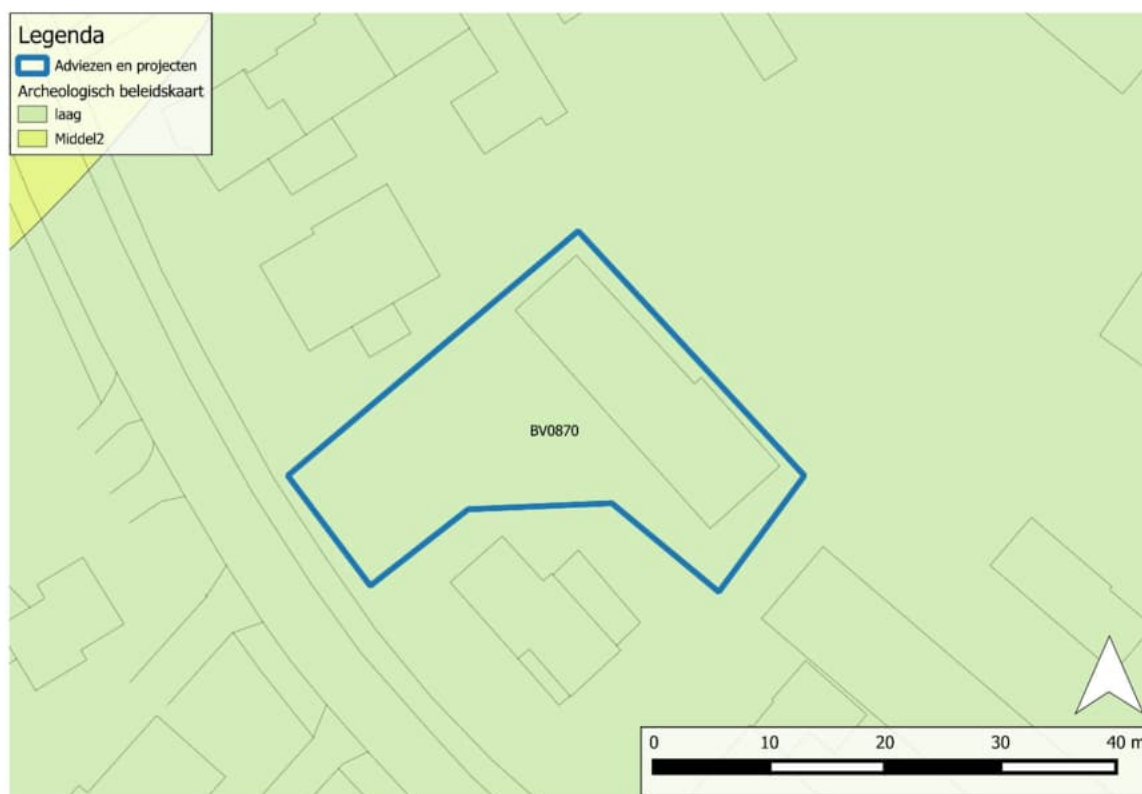 Legenda
Adviezen en projecten
Archeologisch beleidskaart
laag
Middel2
BV0870
0 10 20 30 40 m